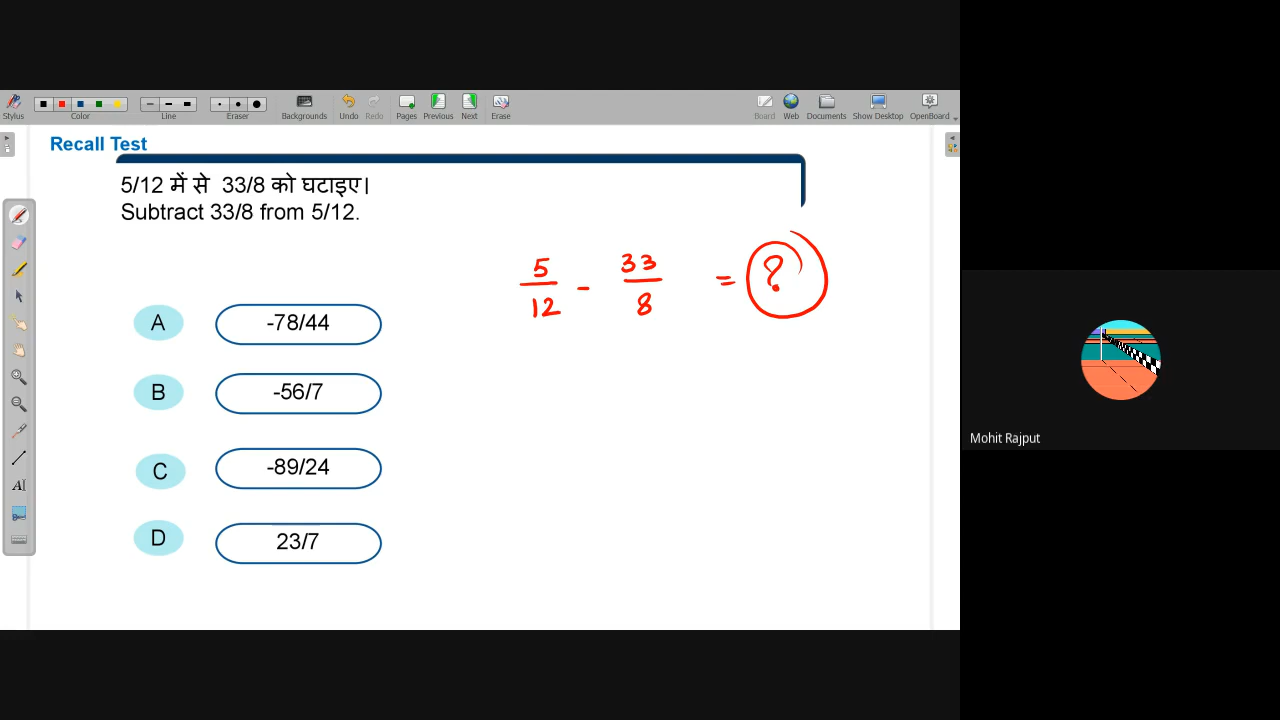 Stylus Color Line Eraser Backgrounds Undo Redo Pages Previous Next Erase Board Web Documents Show Desktop OpenBoard
Recall Test
5/12 में से 33/8 को घटाइए।
Subtract 33/8 from 5/12.
5/12 - 33/8 = ?
A -78/44
B -56/7
C -89/24
D 23/7
Mohit Rajput